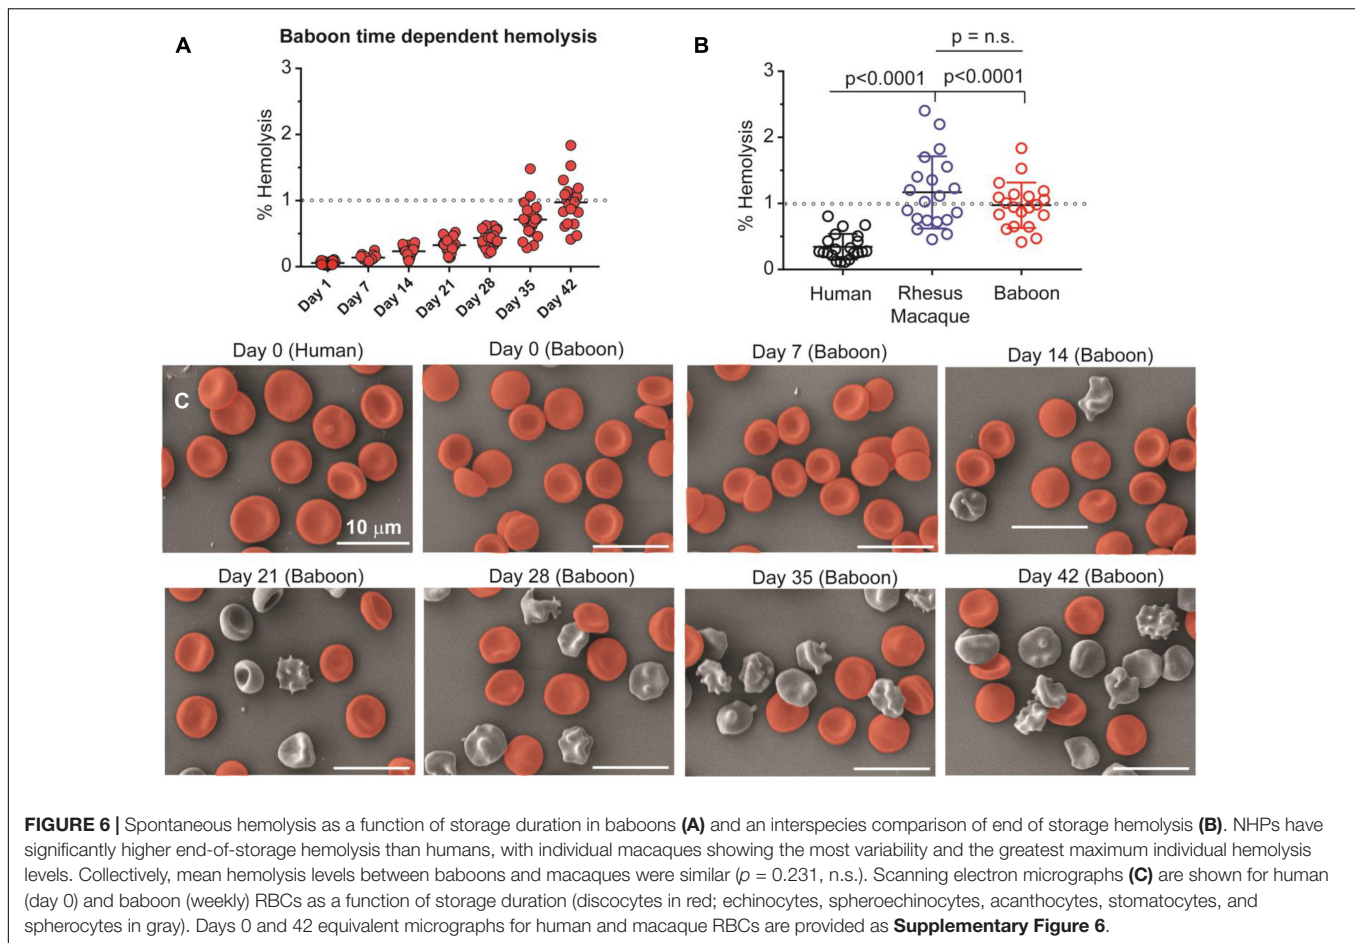 A
Baboon time dependent hemolysis
% Hemolysis
3
2
1
0
Day 1
Day 7
Day 14
Day 21
Day 28
Day 35
Day 42
B
p = n.s.
p<0.0001
p<0.0001
% Hemolysis
3
2
1
0
Human
Rhesus
Macaque
Baboon
C
Day 0 (Human)
Day 0 (Baboon)
Day 7 (Baboon)
Day 14 (Baboon)
10 μm
Day 21 (Baboon)
Day 28 (Baboon)
Day 35 (Baboon)
Day 42 (Baboon)
FIGURE 6 | Spontaneous hemolysis as a function of storage duration in baboons (A) and an interspecies comparison of end of storage hemolysis (B). NHPs have
significantly higher end-of-storage hemolysis than humans, with individual macaques showing the most variability and the greatest maximum individual hemolysis
levels. Collectively, mean hemolysis levels between baboons and macaques were similar (p = 0.231, n.s.). Scanning electron micrographs (C) are shown for human
(day 0) and baboon (weekly) RBCs as a function of storage duration (discocytes in red; echinocytes, spheroechinocytes, acanthocytes, stomatocytes, and
spherocytes in gray). Days 0 and 42 equivalent micrographs for human and macaque RBCs are provided as Supplementary Figure 6.